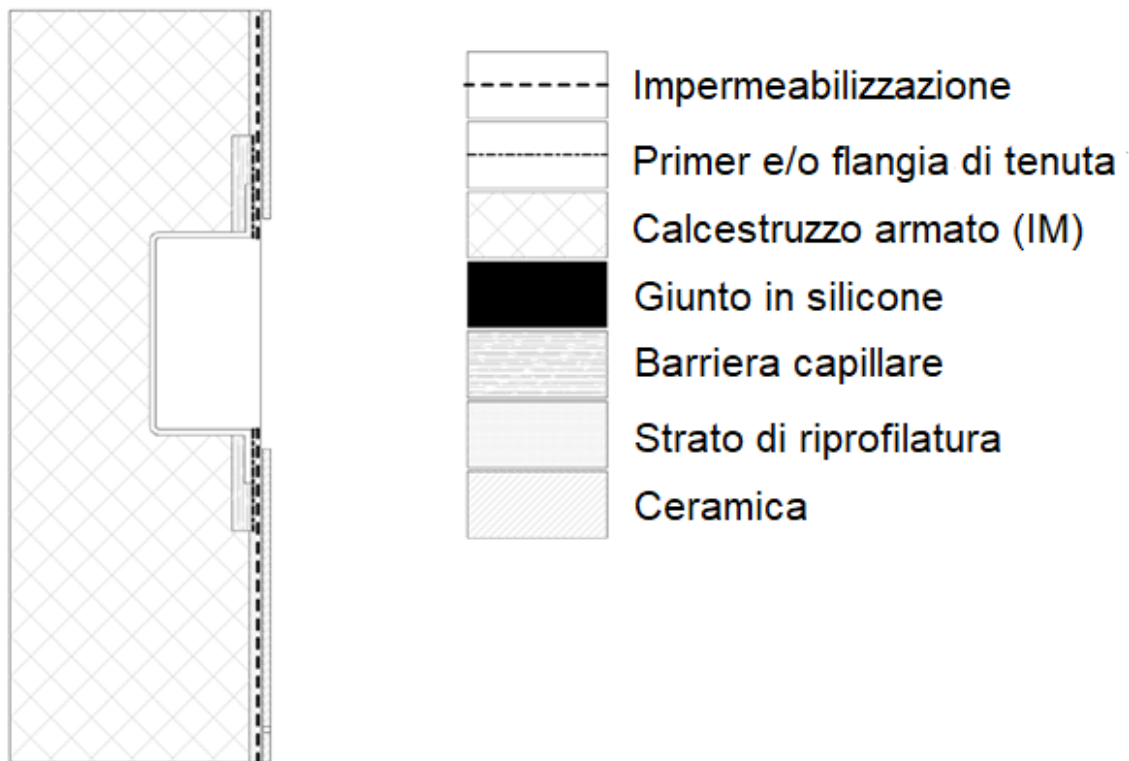 Impermeabilizzazione
Primer e/o flangia di tenuta
Calcestruzzo armato (IM)
Giunto in silicone
Barriera capillare
Strato di riprofilatura
Ceramica